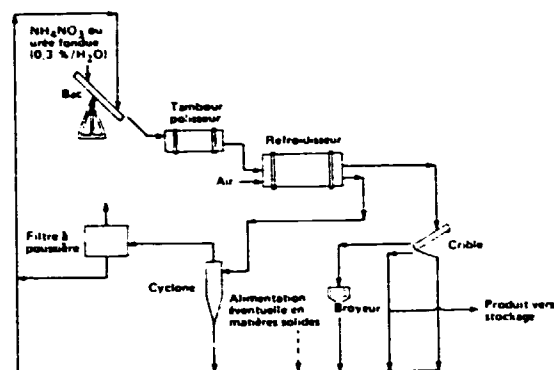 NH4NO3 ou
urée fondue
(0,3 %/H2O)
Bac
Tambour
polisseur
Refroidisseur
Air
Filtre à
poussière
Crible
Cyclone
Alimentation
éventuelle en
matières solides
Broyeur
Produit vers
stockage